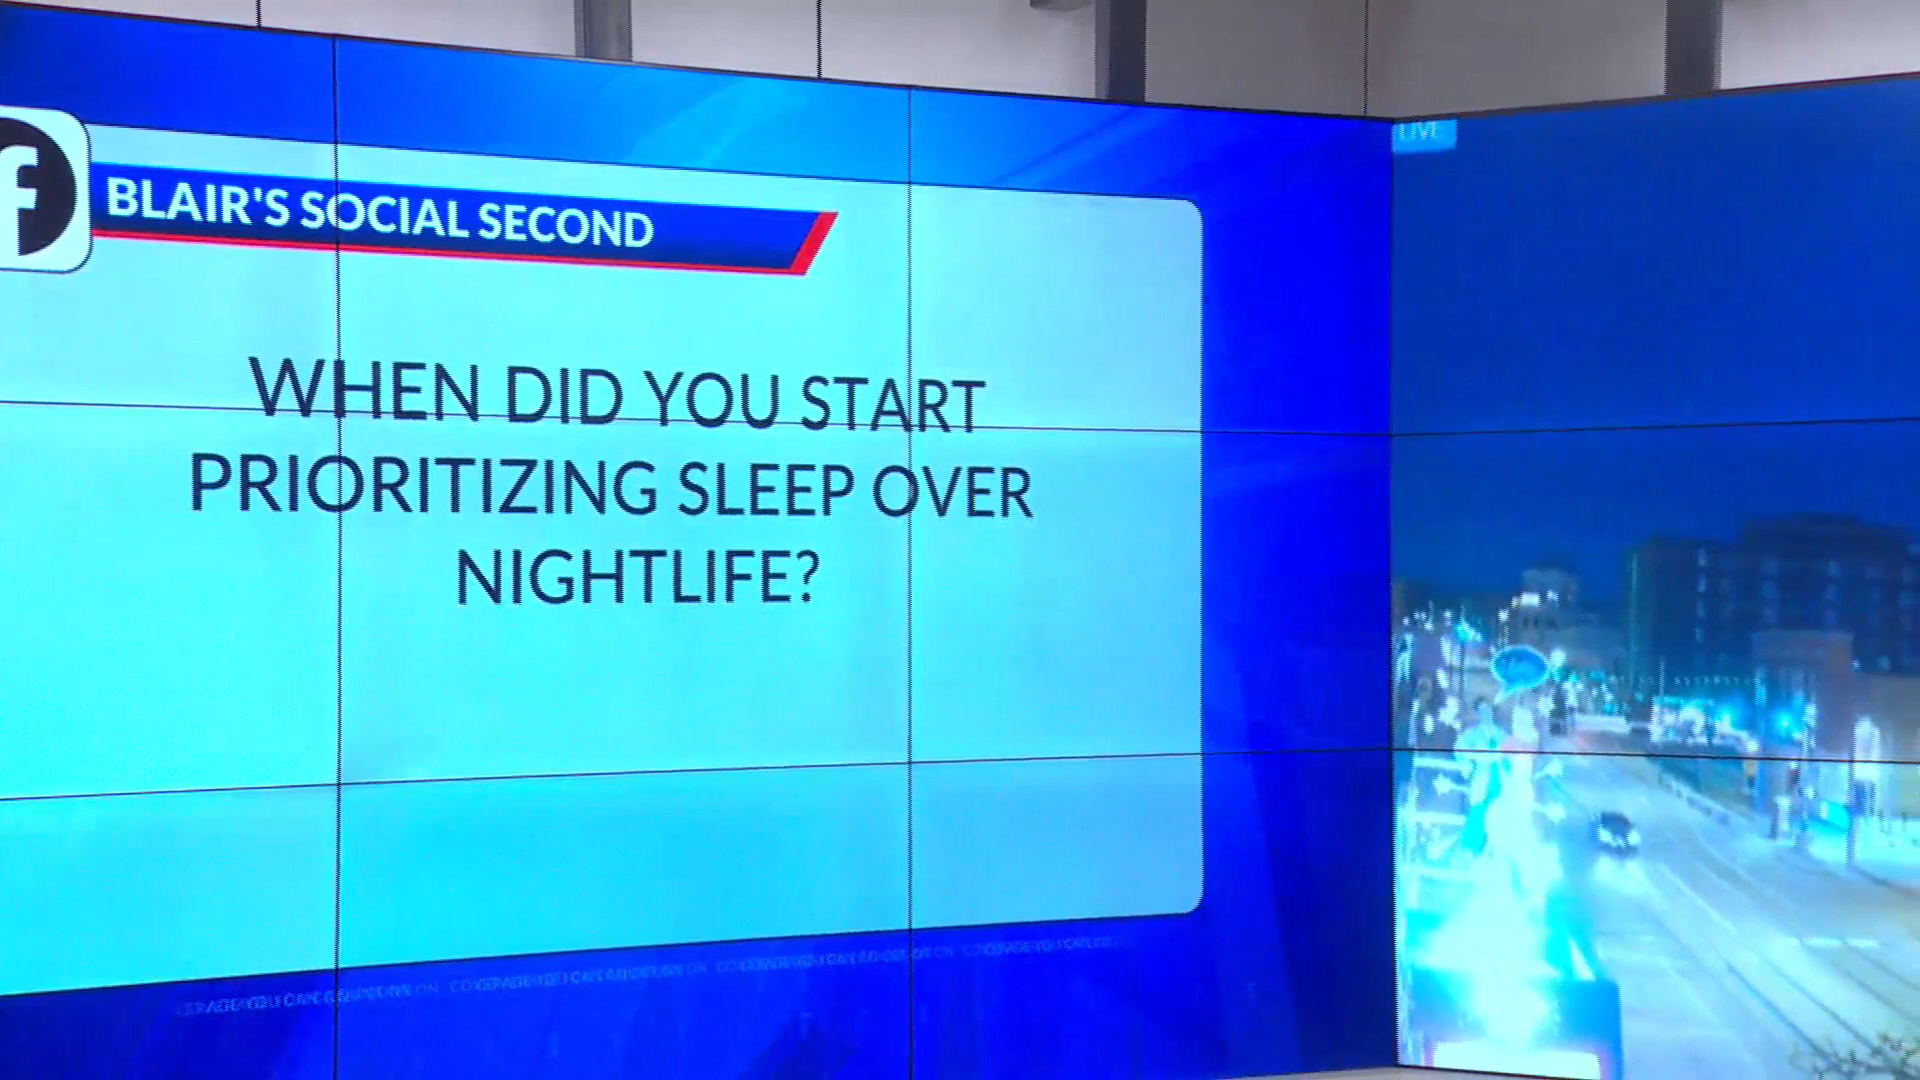 LIVE
f
BLAIR'S SOCIAL SECOND
WHEN DID YOU START
PRIORITIZING SLEEP OVER
NIGHTLIFE?